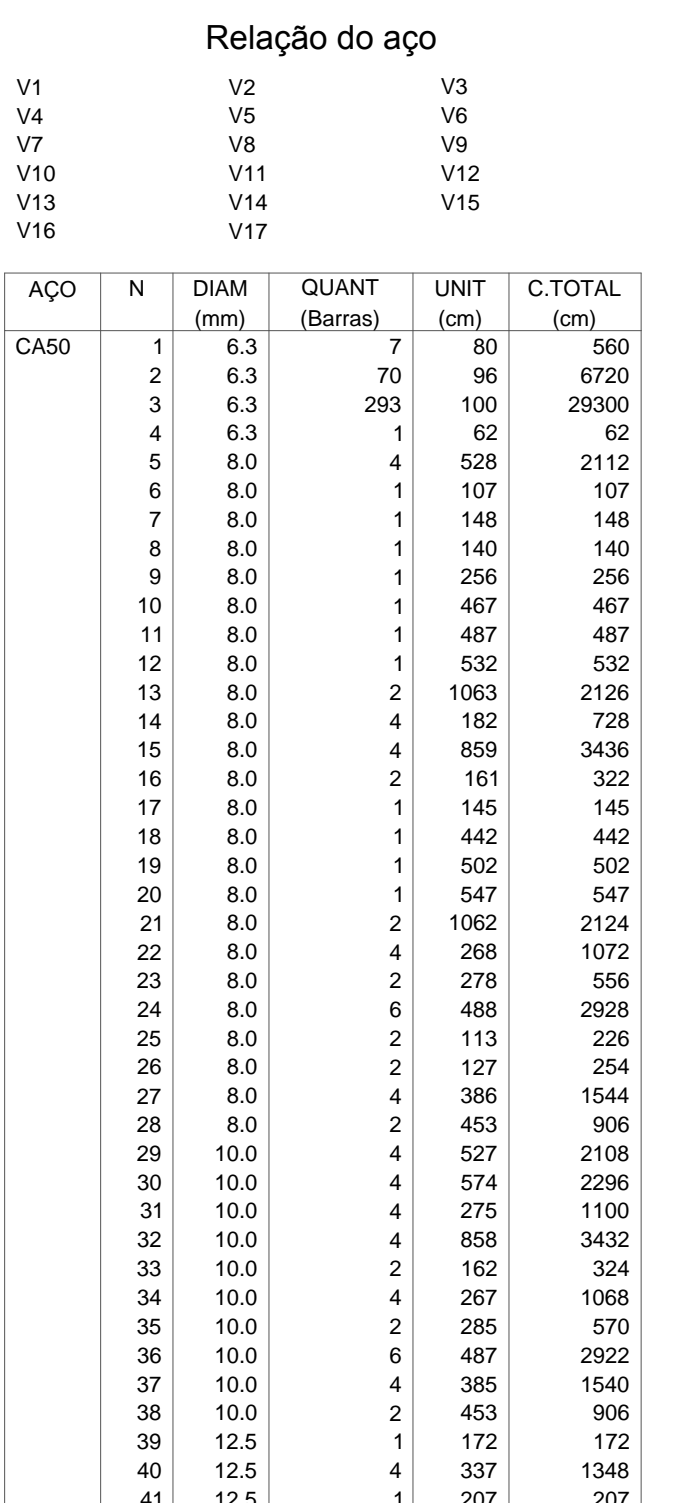 Relação do aço
V1 V2 V3
V4 V5 V6
V7 V8 V9
V10 V11 V12
V13 V14 V15
V16 V17
AÇO N DIAM QUANT UNIT C.TOTAL
(mm) (Barras) (cm) (cm)
CA50 1 6.3 7 80 560
2 6.3 70 96 6720
3 6.3 293 100 29300
4 6.3 1 62 62
5 8.0 4 528 2112
6 8.0 1 107 107
7 8.0 1 148 148
8 8.0 1 140 140
9 8.0 1 256 256
10 8.0 1 467 467
11 8.0 1 487 487
12 8.0 1 532 532
13 8.0 2 1063 2126
14 8.0 4 182 728
15 8.0 4 859 3436
16 8.0 2 161 322
17 8.0 1 145 145
18 8.0 1 442 442
19 8.0 1 502 502
20 8.0 1 547 547
21 8.0 2 1062 2124
22 8.0 4 268 1072
23 8.0 2 278 556
24 8.0 6 488 2928
25 8.0 2 113 226
26 8.0 2 127 254
27 8.0 4 386 1544
28 8.0 2 453 906
29 10.0 4 527 2108
30 10.0 4 574 2296
31 10.0 4 275 1100
32 10.0 4 858 3432
33 10.0 2 162 324
34 10.0 4 267 1068
35 10.0 2 285 570
36 10.0 6 487 2922
37 10.0 4 385 1540
38 10.0 2 453 906
39 12.5 1 172 172
40 12.5 4 337 1348
41 12.5 1 207 207